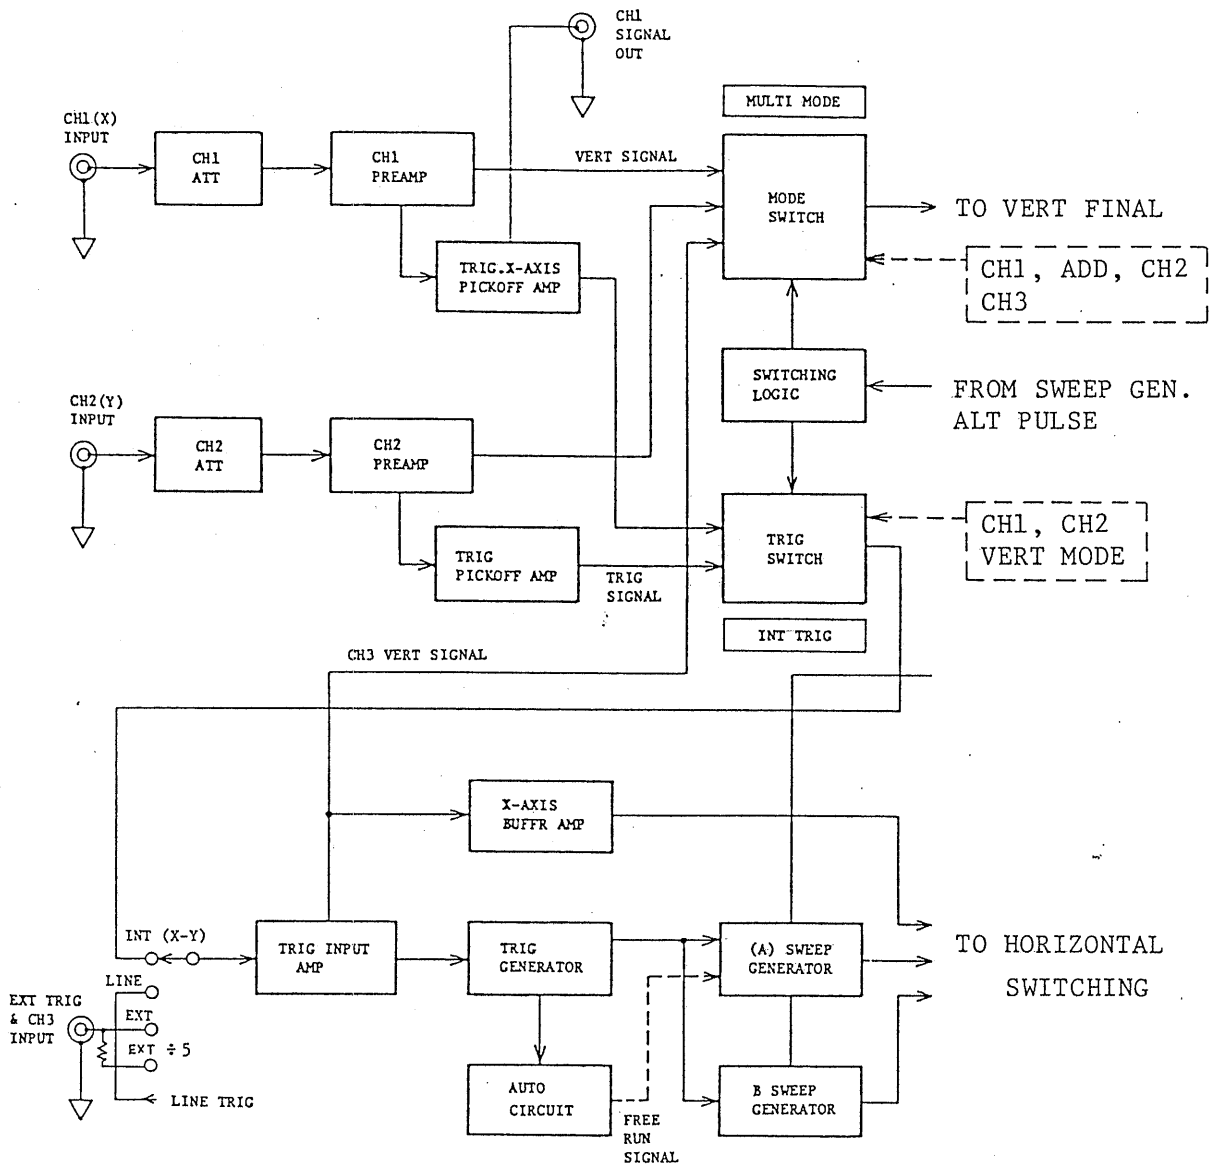 CH1
SIGNAL
OUT
MULTI MODE
CH1(X)
INPUT
CH1
ATT
CH1
PREAMP
VERT SIGNAL
MODE
SWITCH
TO VERT FINAL
TRIG.X-AXIS
PICKOFF AMP
CH1, ADD, CH2
CH3
SWITCHING
LOGIC
FROM SWEEP GEN.
ALT PULSE
CH2(Y)
INPUT
CH2
ATT
CH2
PREAMP
TRIG
SWITCH
CH1, CH2
VERT MODE
TRIG
PICKOFF AMP
TRIG
SIGNAL
INT TRIG
CH3 VERT SIGNAL
X-AXIS
BUFFR AMP
INT (X-Y)
TRIG INPUT
AMP
TRIG
GENERATOR
(A) SWEEP
GENERATOR
TO HORIZONTAL
SWITCHING
LINE
EXT TRIG
& CH3
INPUT
EXT
EXT ÷5
LINE TRIG
AUTO
CIRCUIT
B SWEEP
GENERATOR
FREE
RUN
SIGNAL